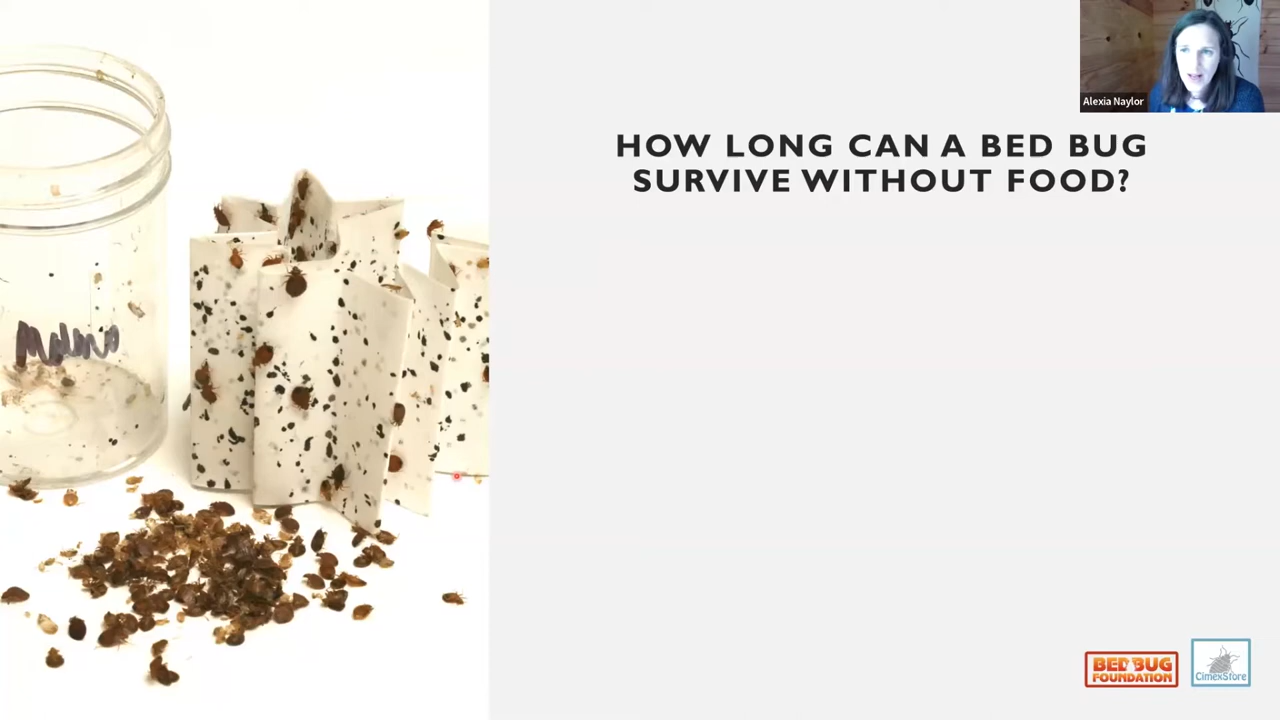 Alexia Naylor
HOW LONG CAN A BED BUG
SURVIVE WITHOUT FOOD?
BED BUG
FOUNDATION
CimexStore